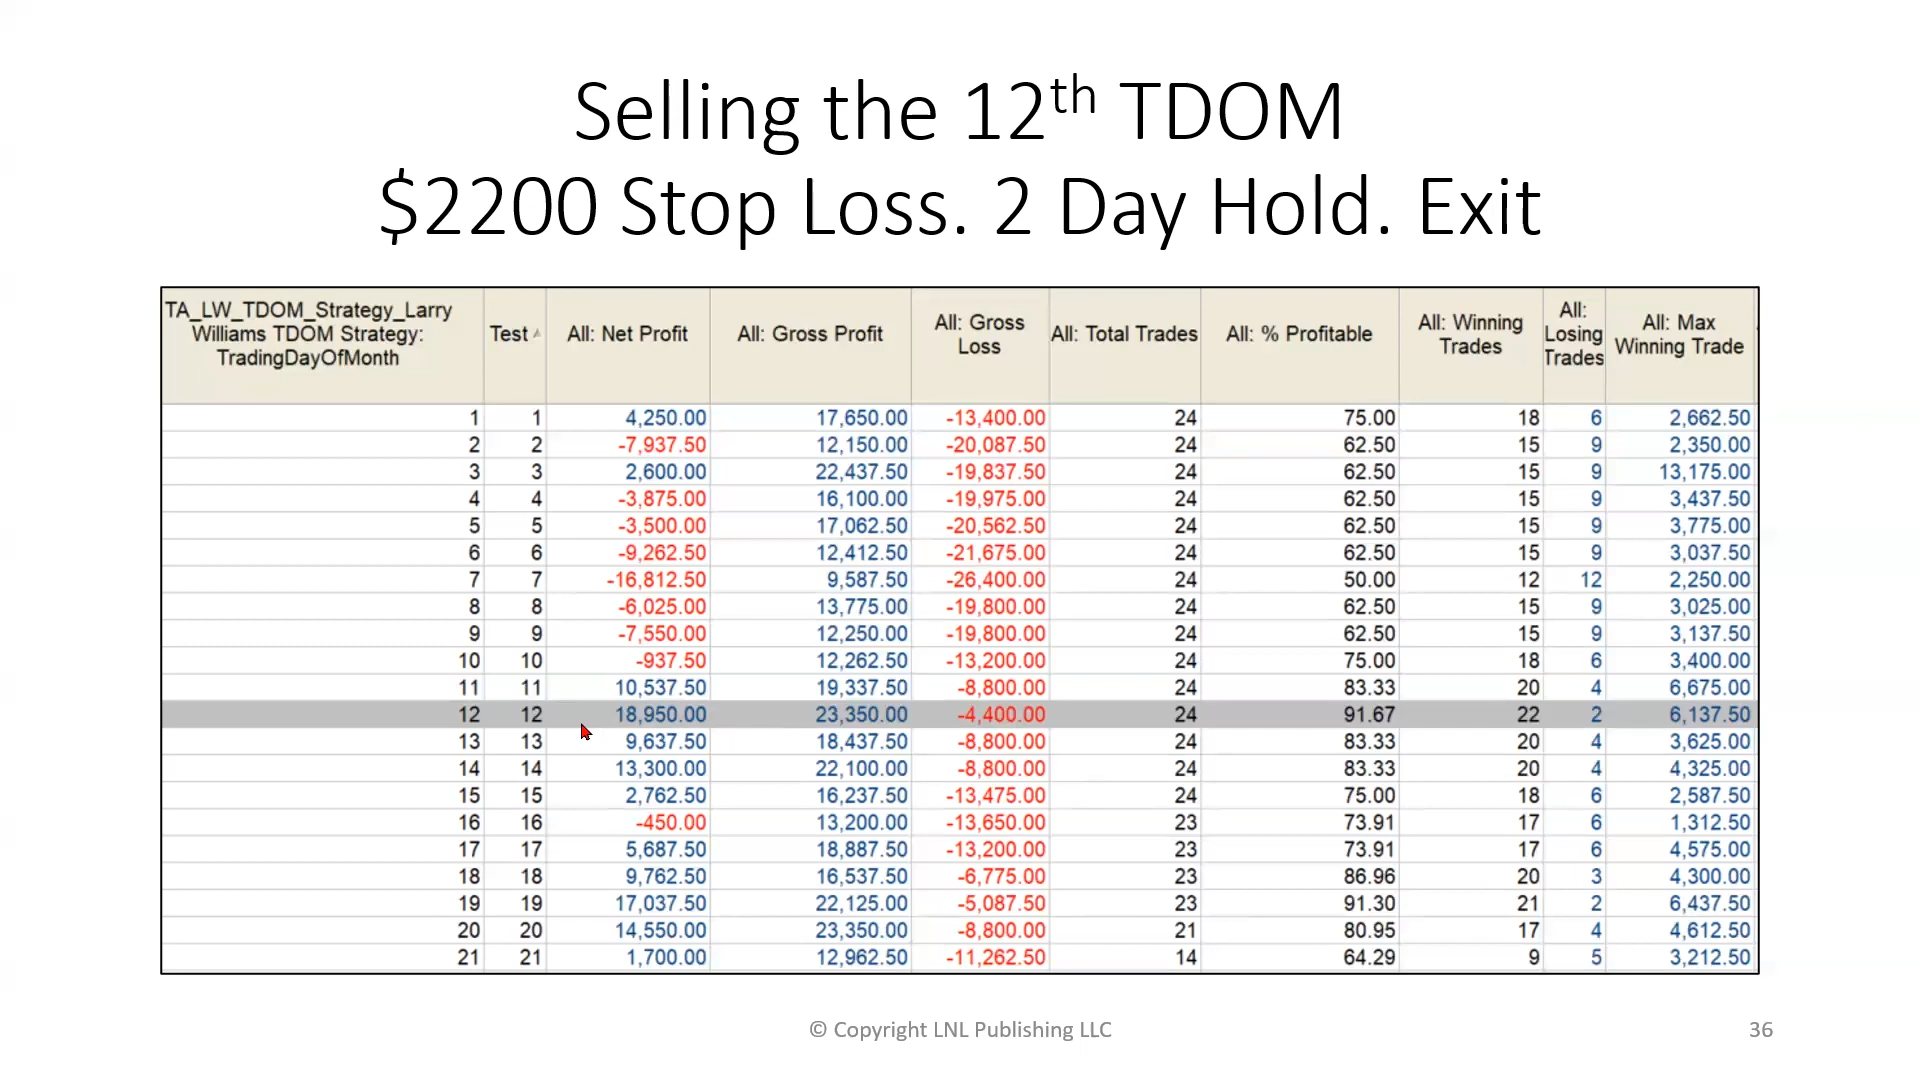 Selling the 12th TDOM
$2200 Stop Loss. 2 Day Hold. Exit
TA_LW_TDOM_Strategy_Larry Williams TDOM Strategy: TradingDayOfMonth Test All: Net Profit All: Gross Profit All: Gross Loss All: Total Trades All: % Profitable All: Winning Trades All: Losing Trades All: Max Winning Trade
1 1 4,250.00 17,650.00 -13,400.00 24 75.00 18 6 2,662.50
2 2 -7,937.50 12,150.00 -20,087.50 24 62.50 15 9 2,350.00
3 3 2,600.00 22,437.50 -19,837.50 24 62.50 15 9 13,175.00
4 4 -3,875.00 16,100.00 -19,975.00 24 62.50 15 9 3,437.50
5 5 -3,500.00 17,062.50 -20,562.50 24 62.50 15 9 3,775.00
6 6 -9,262.50 12,412.50 -21,675.00 24 62.50 15 9 3,037.50
7 7 -16,812.50 9,587.50 -26,400.00 24 50.00 12 12 2,250.00
8 8 -6,025.00 13,775.00 -19,800.00 24 62.50 15 9 3,025.00
9 9 -7,550.00 12,250.00 -19,800.00 24 62.50 15 9 3,137.50
10 10 -937.50 12,262.50 -13,200.00 24 75.00 18 6 3,400.00
11 11 10,537.50 19,337.50 -8,800.00 24 83.33 20 4 6,675.00
12 12 18,950.00 23,350.00 -4,400.00 24 91.67 22 2 6,137.50
13 13 9,637.50 18,437.50 -8,800.00 24 83.33 20 4 3,625.00
14 14 13,300.00 22,100.00 -8,800.00 24 83.33 20 4 4,325.00
15 15 2,762.50 16,237.50 -13,475.00 24 75.00 18 6 2,587.50
16 16 -450.00 13,200.00 -13,650.00 23 73.91 17 6 1,312.50
17 17 5,687.50 18,887.50 -13,200.00 23 73.91 17 6 4,575.00
18 18 9,762.50 16,537.50 -6,775.00 23 86.96 20 3 4,300.00
19 19 17,037.50 22,125.00 -5,087.50 23 91.30 21 2 6,437.50
20 20 14,550.00 23,350.00 -8,800.00 21 80.95 17 4 4,612.50
21 21 1,700.00 12,962.50 -11,262.50 14 64.29 9 5 3,212.50
© Copyright LNL Publishing LLC
36